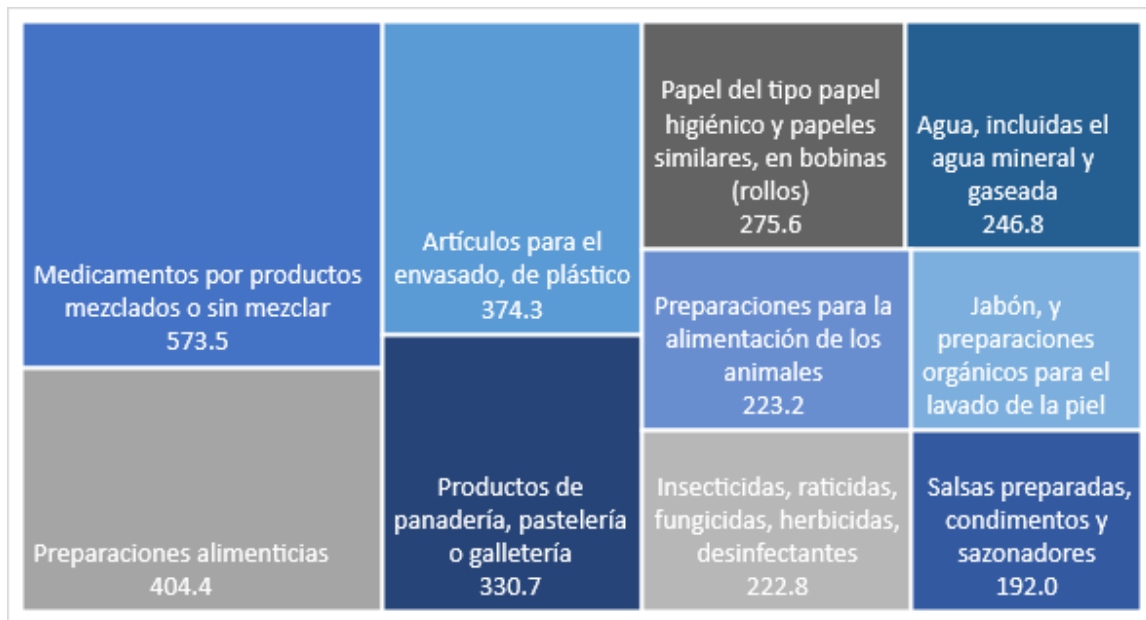 Medicamentos por productos
mezclados o sin mezclar
573.5
Preparaciones alimenticias
404.4
Artículos para el
envasado, de plástico
374.3
Productos de
panadería, pastelería
o galletería
330.7
Papel del tipo papel
higiénico y papeles
similares, en bobinas
(rollos)
275.6
Agua, incluidas el
agua mineral y
gaseada
246.8
Preparaciones para la
alimentación de los
animales
223.2
Jabón, y
preparaciones
orgánicos para el
lavado de la piel
Insecticidas, raticidas,
fungicidas, herbicidas,
desinfectantes
222.8
Salsas preparadas,
condimentos y
sazonadores
192.0